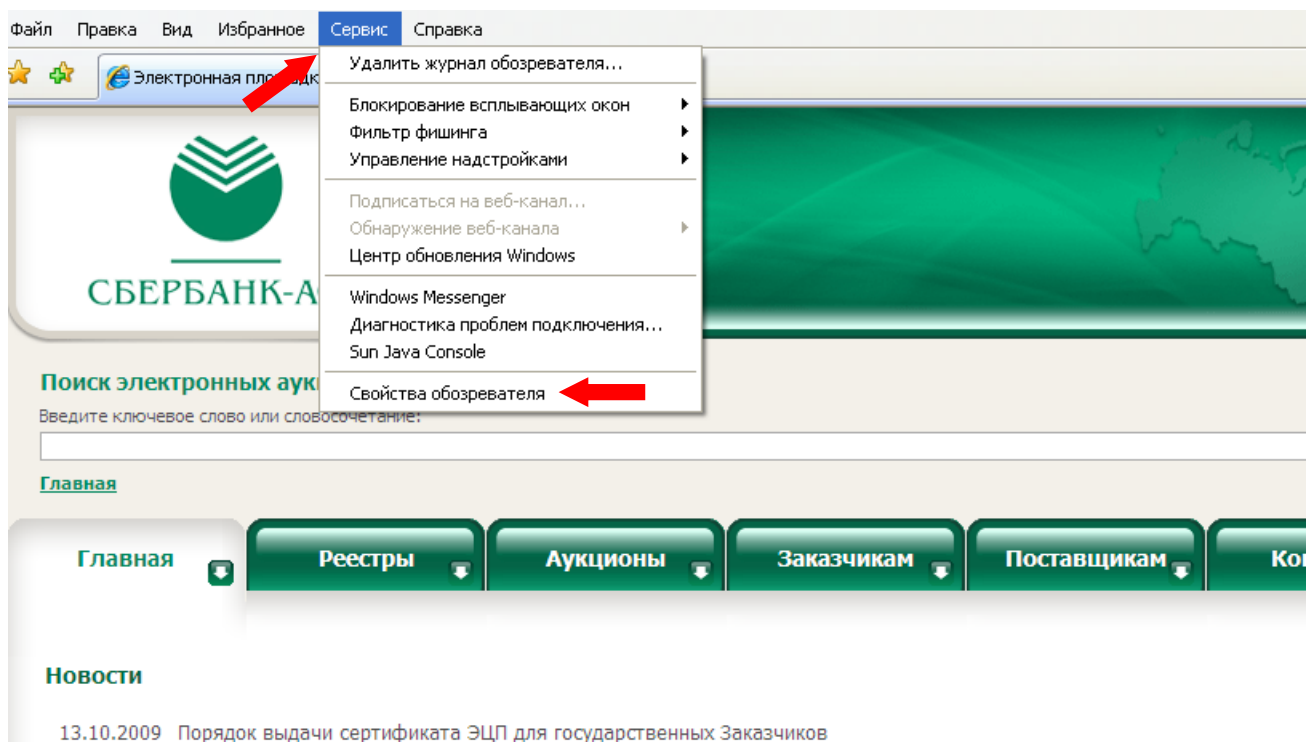 Файл Правка Вид Избранное Сервис Справка
Электронная
Удалить журнал обозревателя...
Блокирование всплывающих окон
Фильтр фишинга
Управление надстройками
Подписаться на веб-канал...
Обнаружение веб-канала
Центр обновления Windows
Windows Messenger
Диагностика проблем подключения...
Sun Java Console
Свойства обозревателя
СБЕРБАНК-А
Поиск электронных аук
Введите ключевое слово или словосочетание:
Главная
Главная Реестры Аукционы Заказчикам Поставщикам Ко
Новости
13.10.2009 Порядок выдачи сертификата ЭЦП для государственных Заказчиков